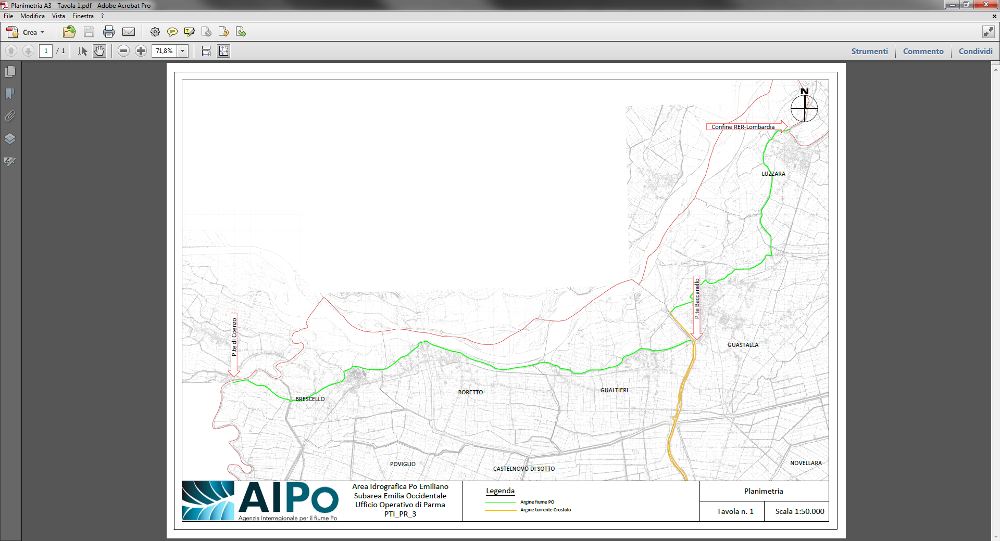 Planimetria A3 - Tavola 1.pdf - Adobe Acrobat Pro
File Modifica Vista Finestra ?
Crea
1 / 1 71,8% Strumenti Commento Condividi
N
Confine RER-Lombardia
LUZZARA
P.te Baccanello
P.te di Coenzo
GUASTALLA
GUALTIERI
BORETTO
BRESCELLO
NOVELLARA
POVIGLIO
CASTELNOVO DI SOTTO
AIPo
Agenzia Interregionale per il fiume Po
Area Idrografica Po Emiliano
Subarea Emilia Occidentale
Ufficio Operativo di Parma
PTI_PR_3
Legenda
Argine fiume PO
Argine torrente Crostolo
Planimetria
Tavola n. 1
Scala 1:50.000